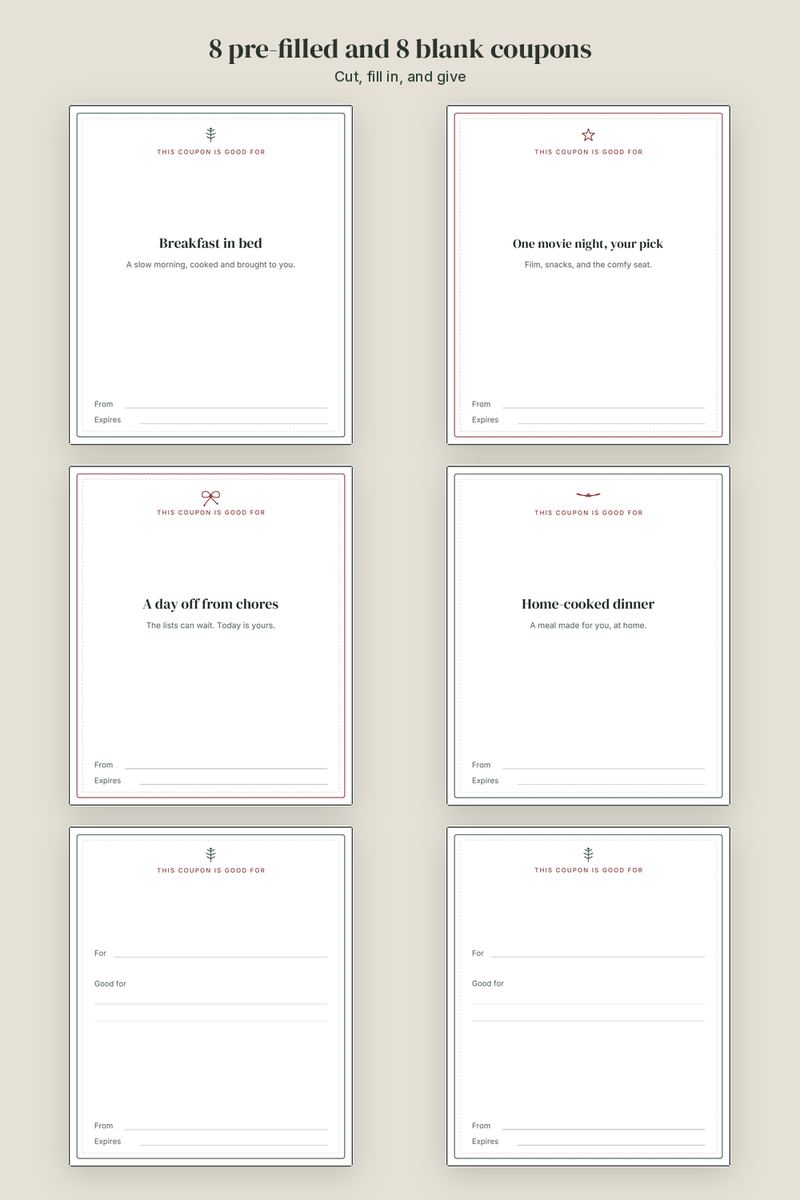 8 pre-filled and 8 blank coupons
Cut, fill in, and give
THIS COUPON IS GOOD FOR
Breakfast in bed
A slow morning, cooked and brought to you.
From
Expires
THIS COUPON IS GOOD FOR
One movie night, your pick
Film, snacks, and the comfy seat.
From
Expires
THIS COUPON IS GOOD FOR
A day off from chores
The lists can wait. Today is yours.
From
Expires
THIS COUPON IS GOOD FOR
Home-cooked dinner
A meal made for you, at home.
From
Expires
THIS COUPON IS GOOD FOR
For
Good for
From
Expires
THIS COUPON IS GOOD FOR
For
Good for
From
Expires